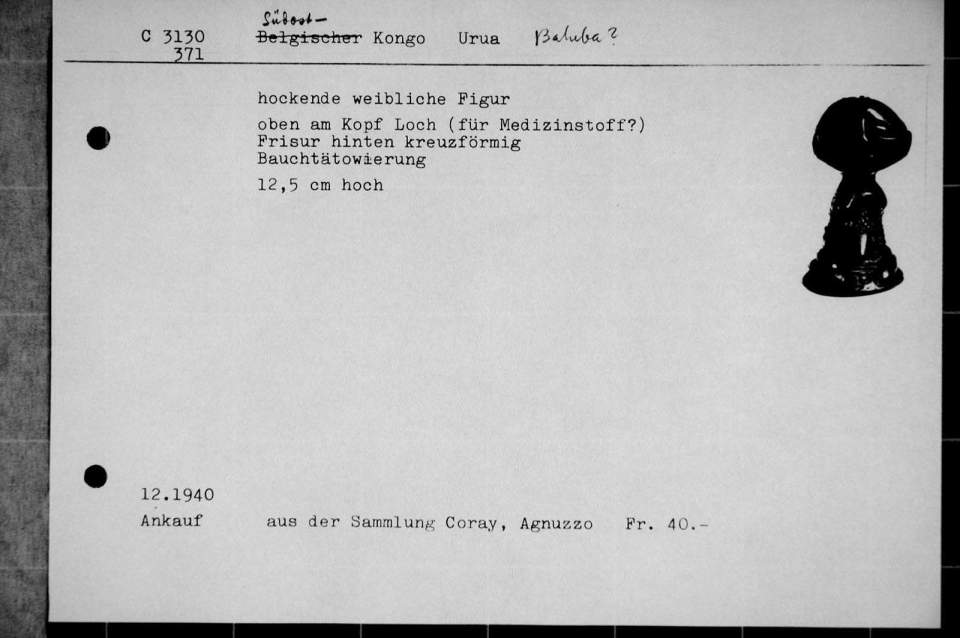 Südost-
C 3130 Belgischer Kongo Urua Baluba?
371
hockende weibliche Figur
oben am Kopf Loch (für Medizinstoff?)
Frisur hinten kreuzförmig
Bauchtätowierung
12,5 cm hoch
12.1940
Ankauf aus der Sammlung Coray, Agnuzzo Fr. 40.-